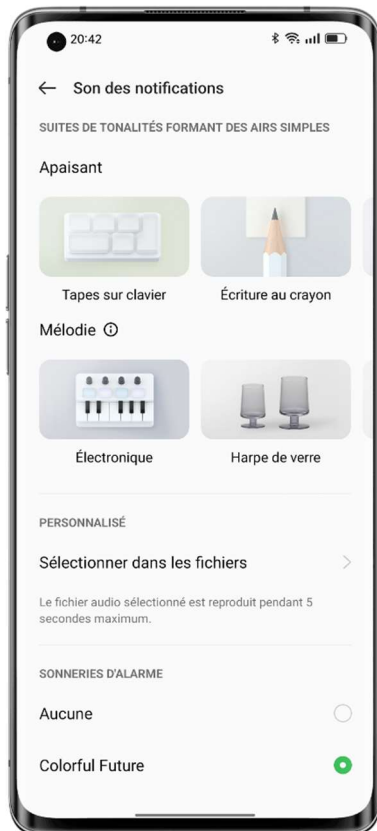 20:42
Son des notifications
SUITES DE TONALITÉS FORMANT DES AIRS SIMPLES
Apaisant
Tapes sur clavier
Écriture au crayon
Mélodie
Électronique
Harpe de verre
PERSONNALISÉ
Sélectionner dans les fichiers
Le fichier audio sélectionné est reproduit pendant 5
secondes maximum.
SONNERIES D'ALARME
Aucune
Colorful Future